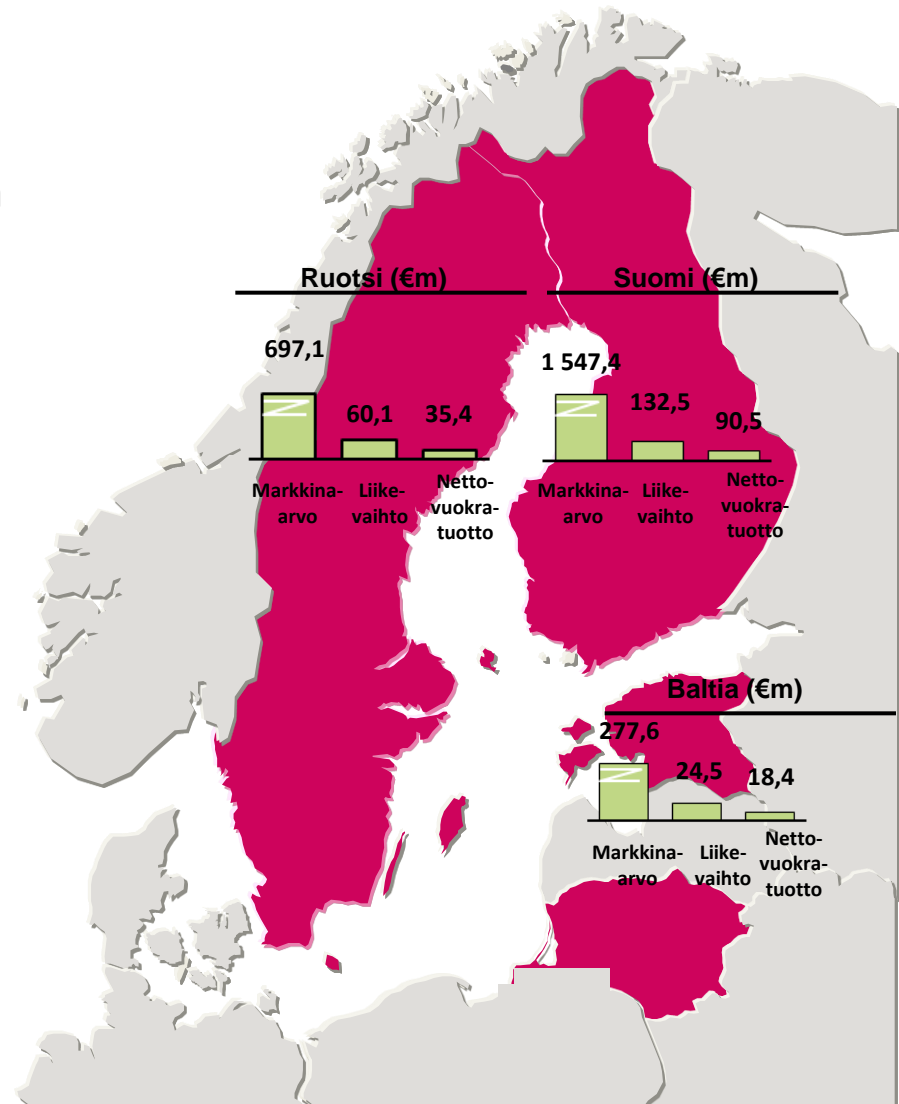 Ruotsi (€m)
697,1
60,1
35,4
Markkina-
arvo
Liike-
vaihto
Netto-
vuokra-
tuotto
Suomi (€m)
1 547,4
132,5
90,5
Markkina-
arvo
Liike-
vaihto
Netto-
vuokra-
tuotto
Baltia (€m)
277,6
24,5
18,4
Markkina-
arvo
Liike-
vaihto
Netto-
vuokra-
tuotto